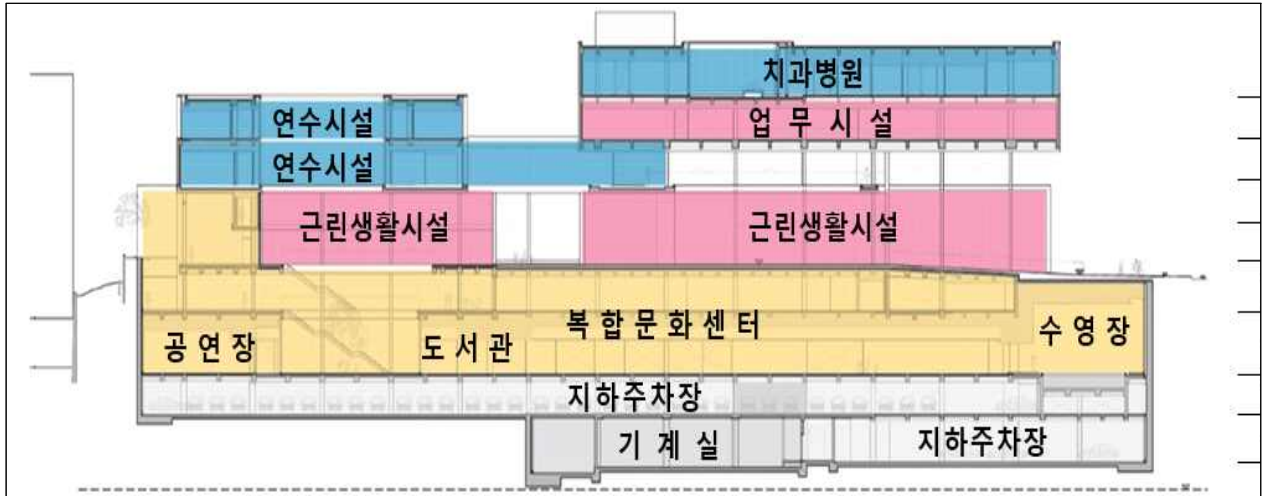 치과병원
연수시설
업 무 시 설
연수시설
근린생활시설
근린생활시설
복 합 문 화 센 터
수 영 장
공 연 장
도 서 관
지하주차장
기 계 실
지하주차장